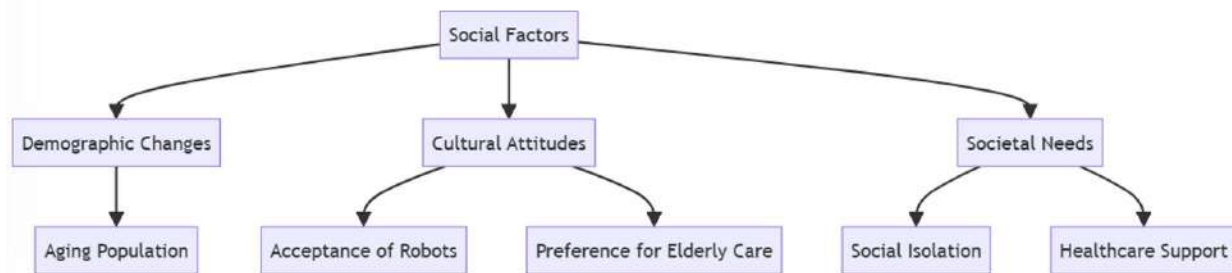 Social Factors
Demographic Changes
Cultural Attitudes
Societal Needs
Aging Population
Acceptance of Robots
Preference for Elderly Care
Social Isolation
Healthcare Support